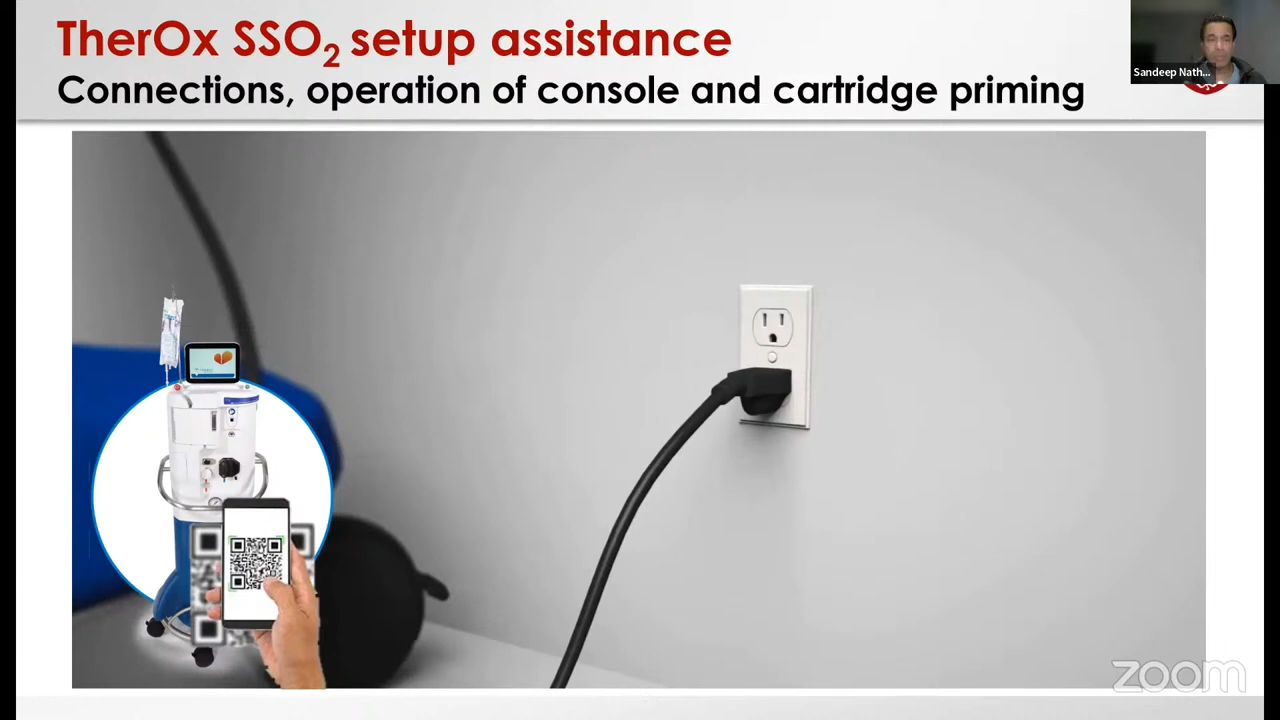 TherOx SSO2 setup assistance
Connections, operation of console and cartridge priming
Sandeep Nath...
zoom